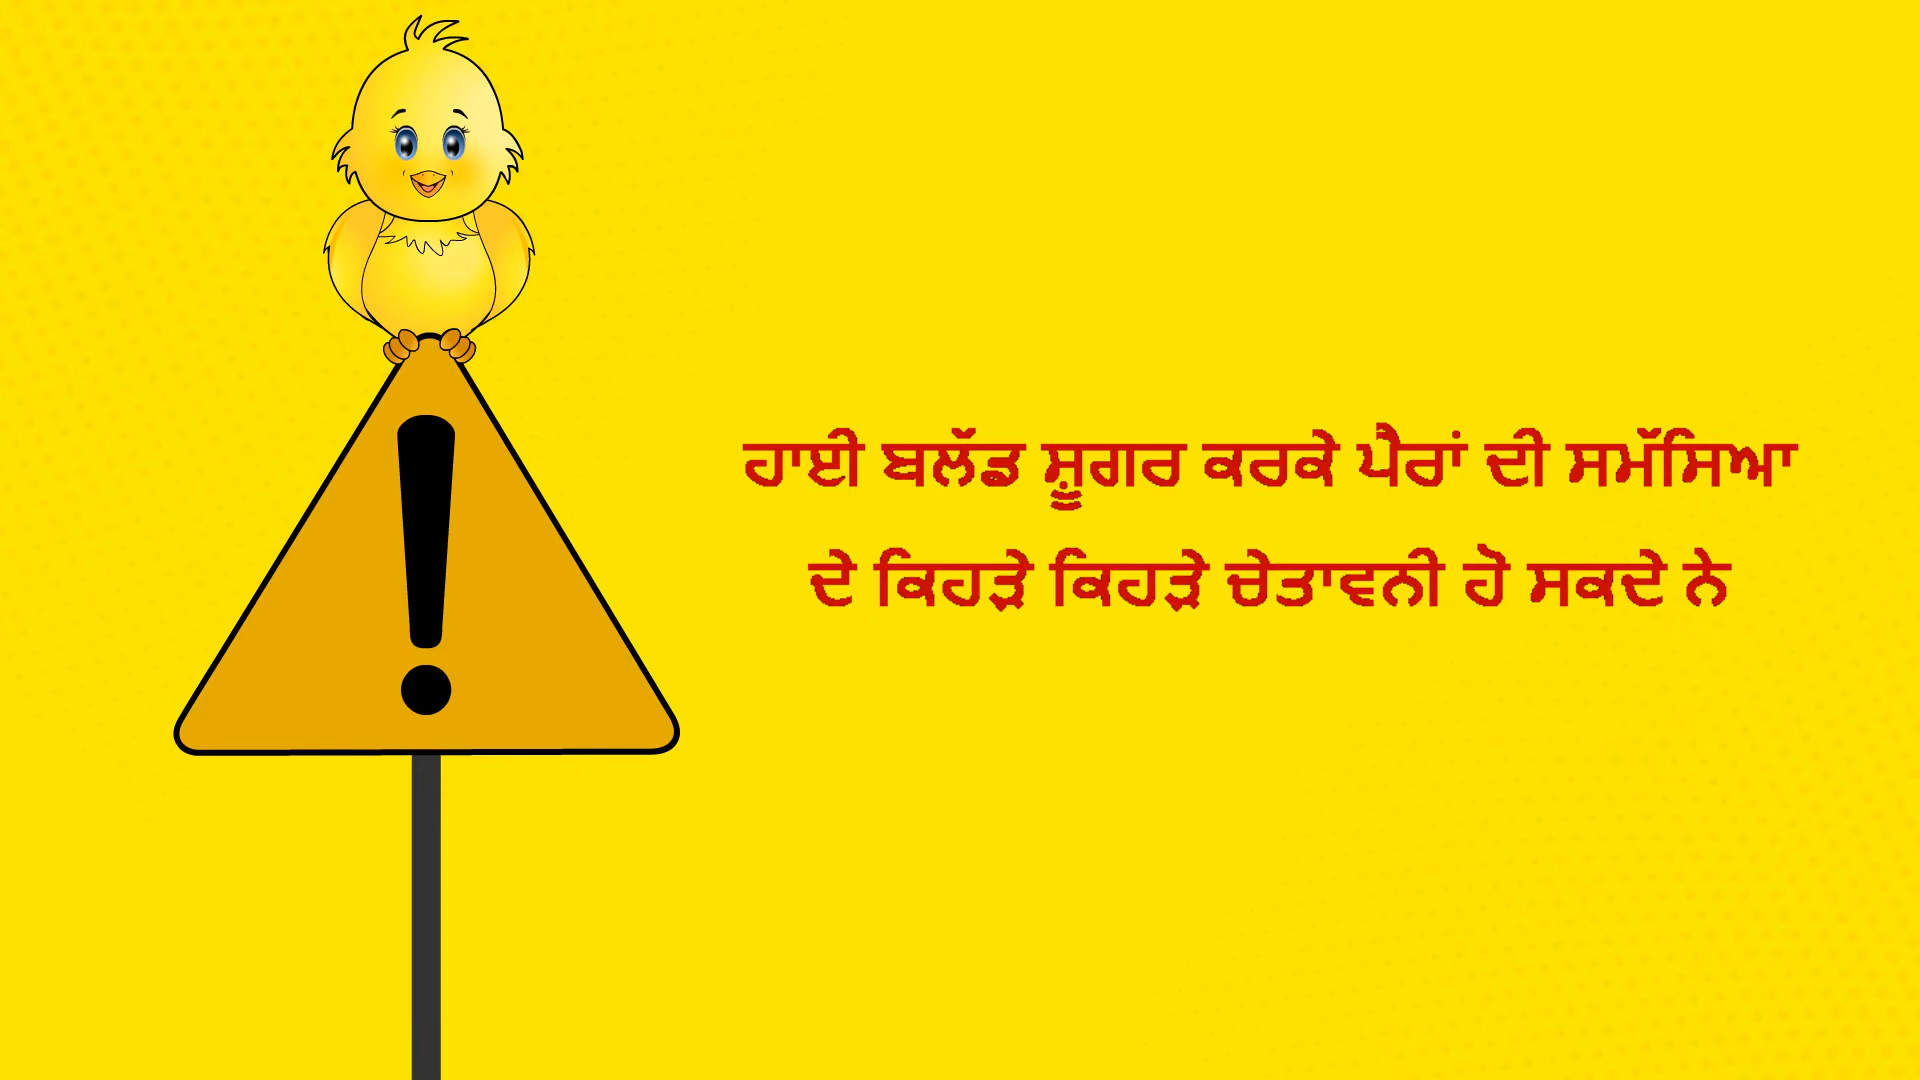 ਹਾਈ ਬਲੱਡ ਸ਼ੂਗਰ ਕਰਕੇ ਪੈਰਾਂ ਦੀ ਸਮੱਸਿਆ
ਦੇ ਕਿਹੜੇ ਕਿਹੜੇ ਚੇਤਾਵਨੀ ਹੋ ਸਕਦੇ ਨੇ